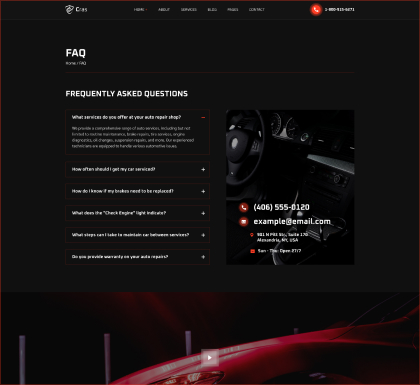 Cras
HOME
ABOUT
SERVICES
BLOG
PAGES
CONTACT
1-800-915-6271
FAQ
Home / FAQ
FREQUENTLY ASKED QUESTIONS
What services do you offer at your auto repair shop?
We provide a comprehensive range of auto services, including but not
limited to routine maintenance, brake repairs, tire services, engine
diagnostics, oil changes, suspension repairs, and more. Our experienced
technicians are equipped to handle various automotive issues.
How often should I get my car serviced?
How do I know if my brakes need to be replaced?
What does the "Check Engine" light indicate?
What steps can I take to maintain car between services?
Do you provide warranty on your auto repairs?
(406) 555-0120
example@email.com
901 N Pitt Str., Suite 170
Alexandria, NY, USA
Sun - Thu: Open 24/7